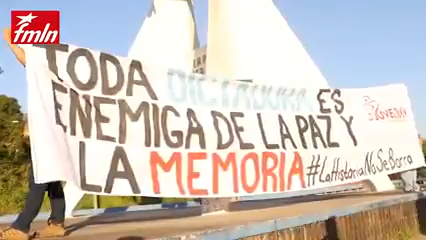 fmln
TODA DICTADURA ES
ENEMIGA DE LA PAZ Y
LA MEMORIA #LaHistoriaNoSeBorra